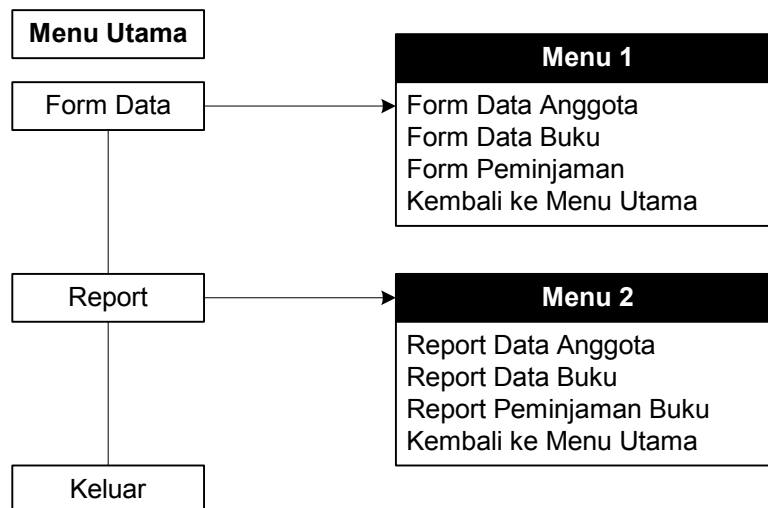 Menu Utama
Form Data
Report
Keluar
Menu 1
Form Data Anggota
Form Data Buku
Form Peminjaman
Kembali ke Menu Utama
Menu 2
Report Data Anggota
Report Data Buku
Report Peminjaman Buku
Kembali ke Menu Utama